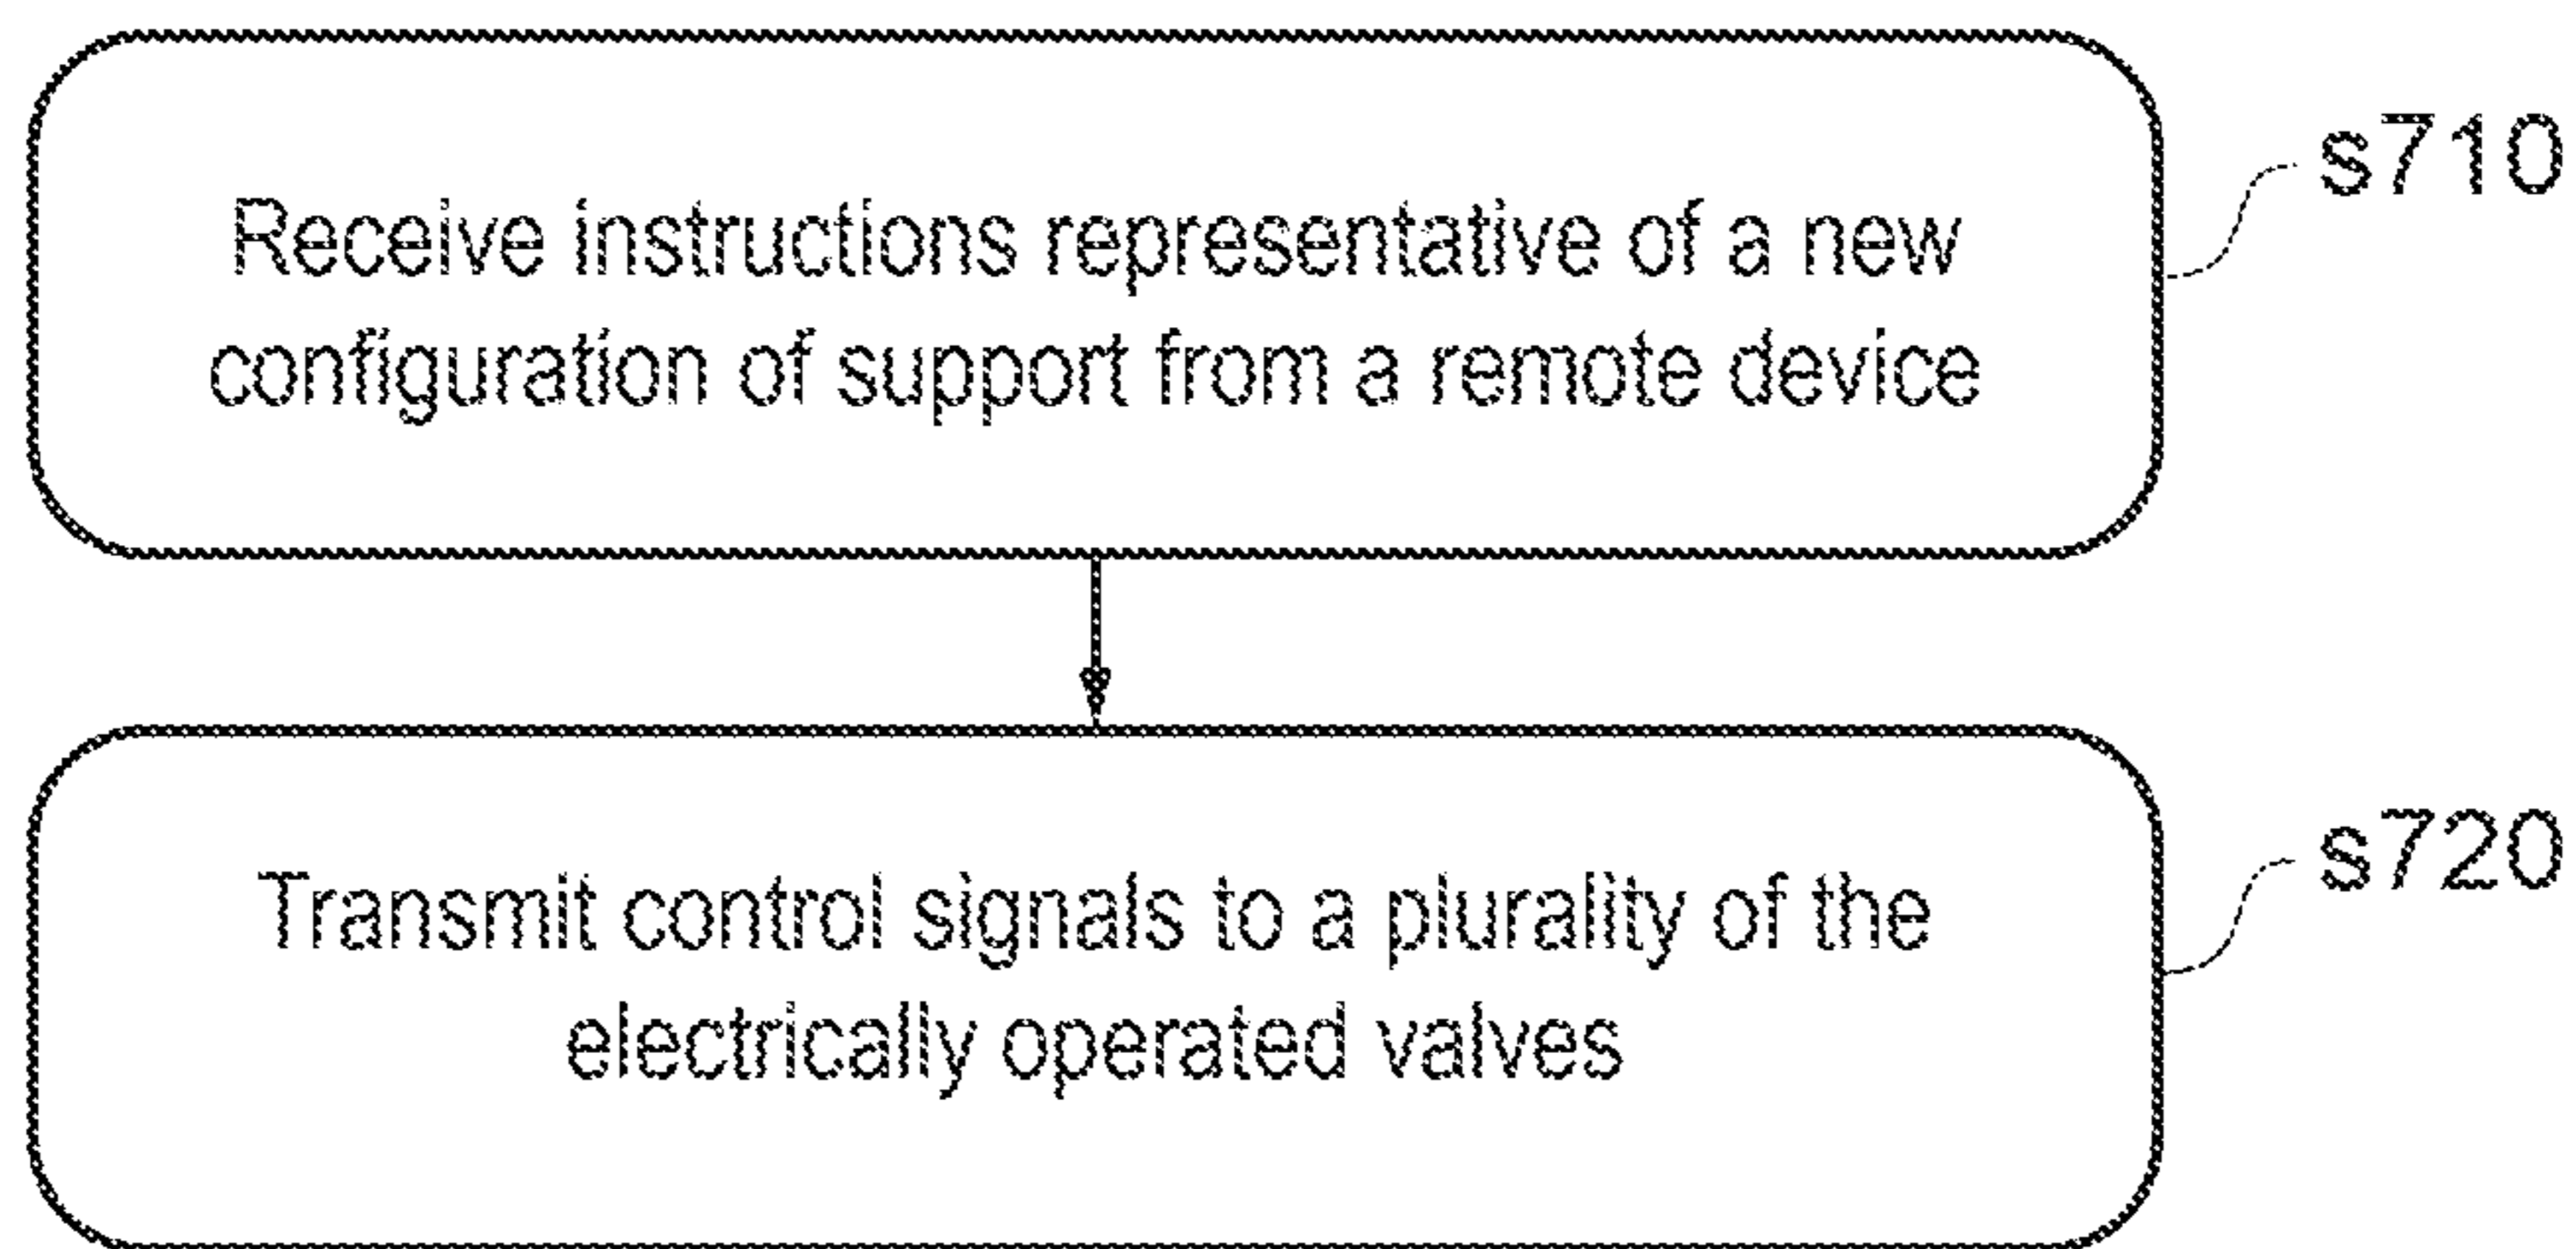 Receive instructions representative of a new
configuration of support from a remote device
s710
Transmit control signals to a plurality of the
electrically operated valves
s720